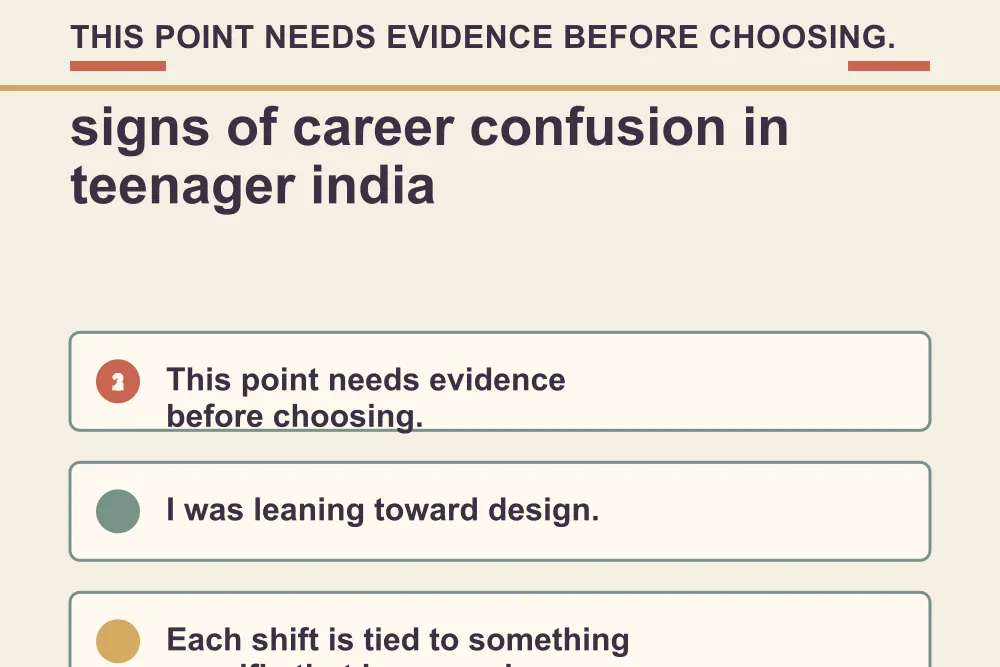 THIS POINT NEEDS EVIDENCE BEFORE CHOOSING.
signs of career confusion in
teenager india
This point needs evidence
before choosing.
I was leaning toward design.
Each shift is tied to something